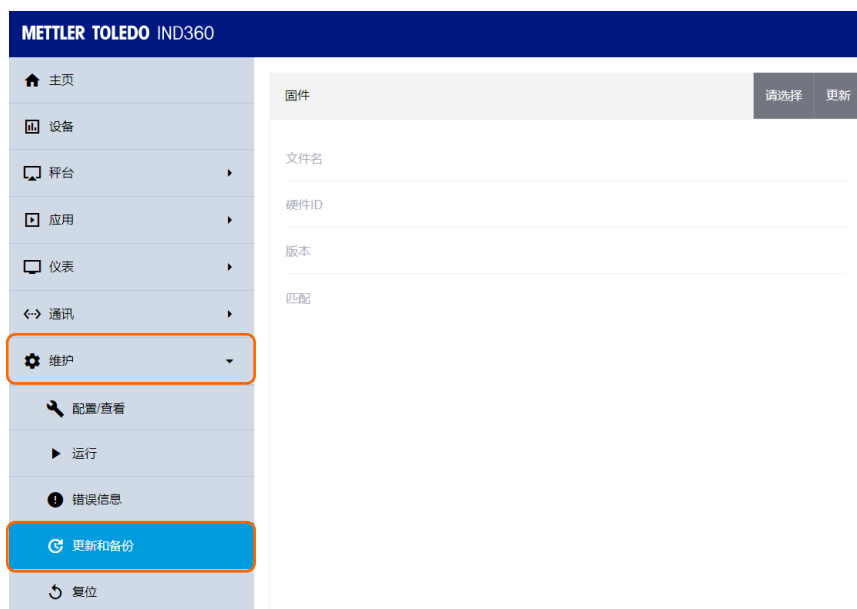 METTLER TOLEDO IND360
主页
设备
秤台
应用
仪表
通讯
维护
配置/查看
运行
错误信息
更新和备份
复位
固件
请选择 更新
文件名
硬件ID
版本
匹配